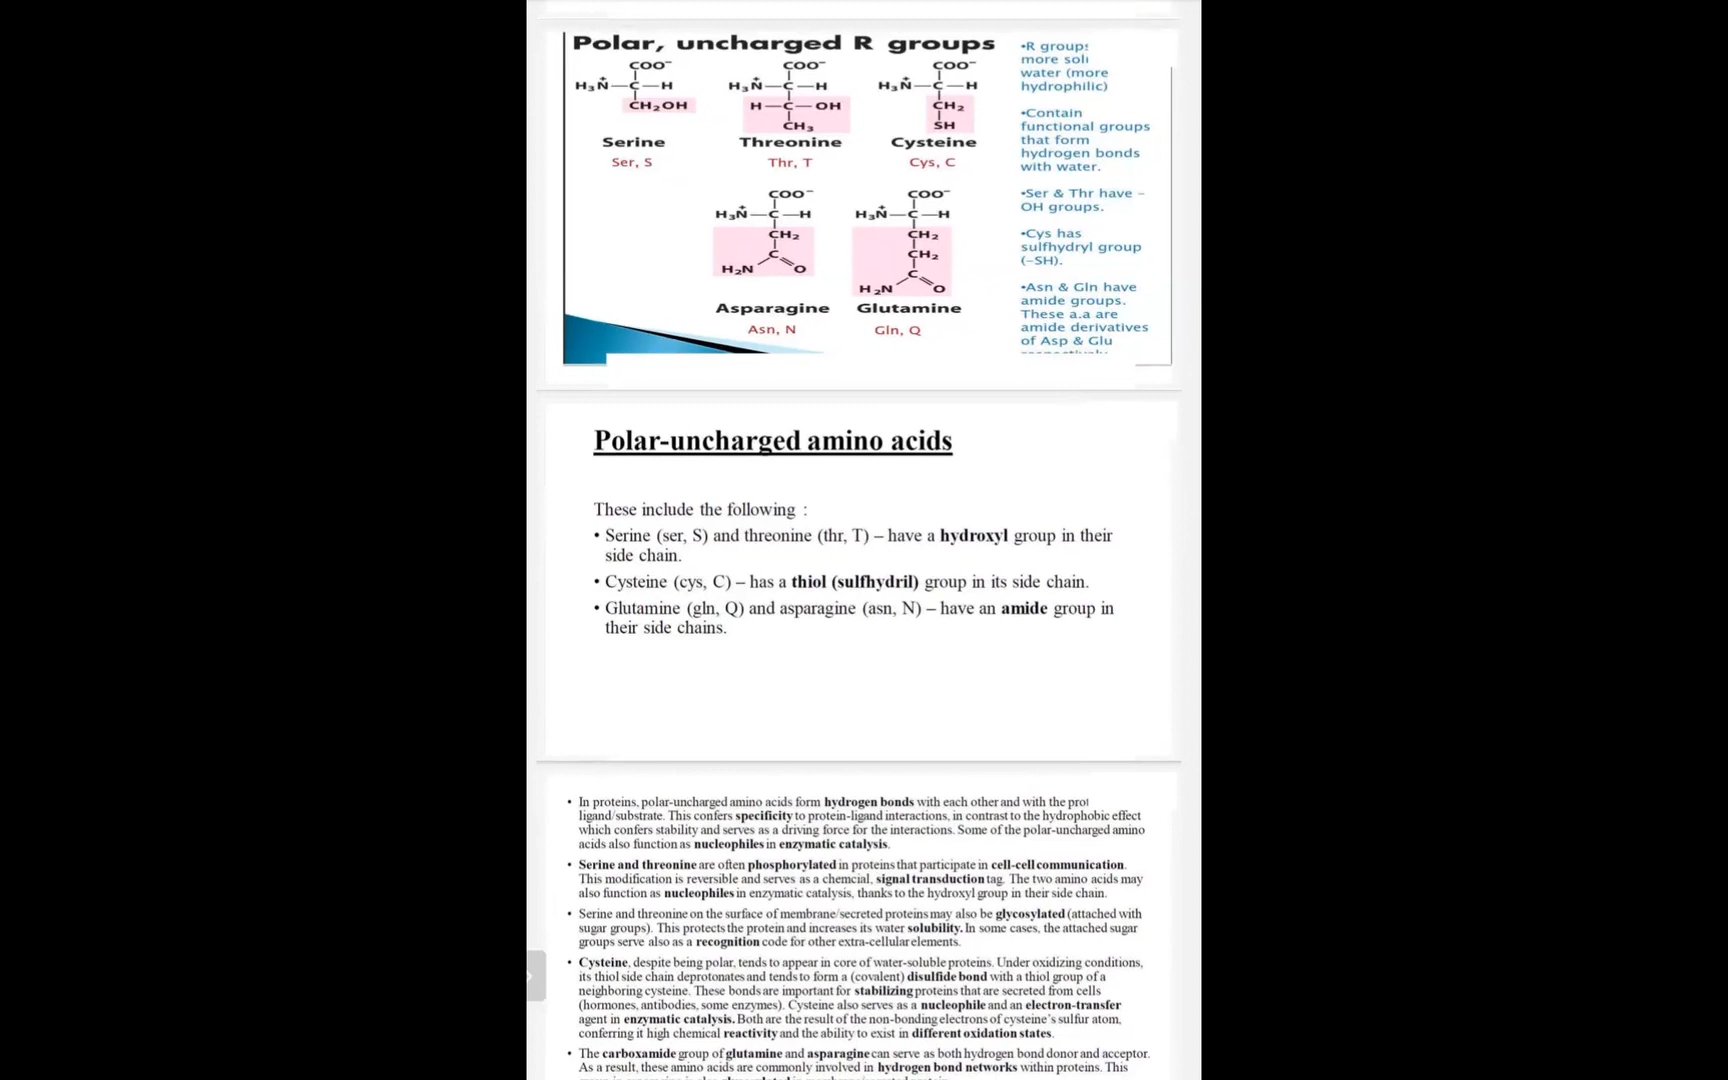 Polar, uncharged R groups
COO⁻ COO⁻ COO⁻
H₃N⁺—C—H H₃N⁺—C—H H₃N⁺—C—H
CH₂OH H—C—OH CH₂
CH₃ SH
Serine Threonine Cysteine
Ser, S Thr, T Cys, C
COO⁻ COO⁻
H₃N⁺—C—H H₃N⁺—C—H
CH₂ CH₂
C CH₂
H₂N O C
H₂N O
Asparagine Glutamine
Asn, N Gln, Q
•R groups
more sol
water (more
hydrophilic)
•Contain
functional groups
that form
hydrogen bonds
with water.
•Ser & Thr have –
OH groups.
•Cys has
sulfhydryl group
(–SH).
•Asn & Gln have
amide groups.
These a.a are
amide derivatives
of Asp & Glu
Polar-uncharged amino acids
These include the following :
• Serine (ser, S) and threonine (thr, T) – have a hydroxyl group in their
side chain.
• Cysteine (cys, C) – has a thiol (sulfhydril) group in its side chain.
• Glutamine (gln, Q) and asparagine (asn, N) – have an amide group in
their side chains.
• In proteins, polar-uncharged amino acids form hydrogen bonds with each other and with the prot
ligand/substrate. This confers specificity to protein-ligand interactions, in contrast to the hydrophobic effect
which confers stability and serves as a driving force for the interactions. Some of the polar-uncharged amino
acids also function as nucleophiles in enzymatic catalysis.
• Serine and threonine are often phosphorylated in proteins that participate in cell-cell communication.
This modification is reversible and serves as a chemcial, signal transduction tag. The two amino acids may
also function as nucleophiles in enzymatic catalysis, thanks to the hydroxyl group in their side chain.
• Serine and threonine on the surface of membrane/secreted proteins may also be glycosylated (attached with
sugar groups). This protects the protein and increases its water solubility. In some cases, the attached sugar
groups serve also as a recognition code for other extra-cellular elements.
• Cysteine, despite being polar, tends to appear in core of water-soluble proteins. Under oxidizing conditions,
its thiol side chain deprotonates and tends to form a (covalent) disulfide bond with a thiol group of a
neighboring cysteine. These bonds are important for stabilizing proteins that are secreted from cells
(hormones, antibodies, some enzymes). Cysteine also serves as a nucleophile and an electron-transfer
agent in enzymatic catalysis. Both are the result of the non-bonding electrons of cysteine's sulfur atom,
conferring it high chemical reactivity and the ability to exist in different oxidation states.
• The carboxamide group of glutamine and asparagine can serve as both hydrogen bond donor and acceptor.
As a result, these amino acids are commonly involved in hydrogen bond networks within proteins. This